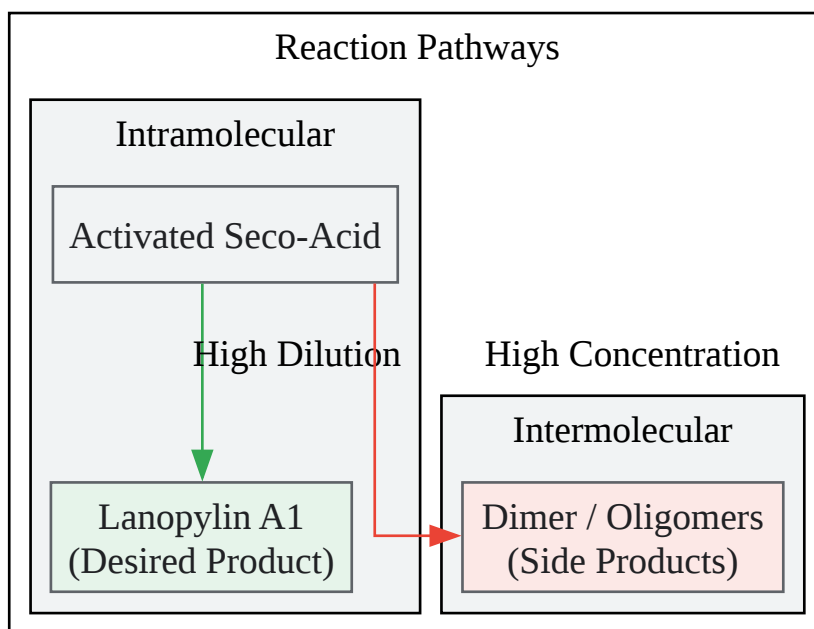 Reaction Pathways
Intramolecular
Activated Seco-Acid
High Dilution
High Concentration
Intermolecular
Lanopylin A1
(Desired Product)
Dimer / Oligomers
(Side Products)